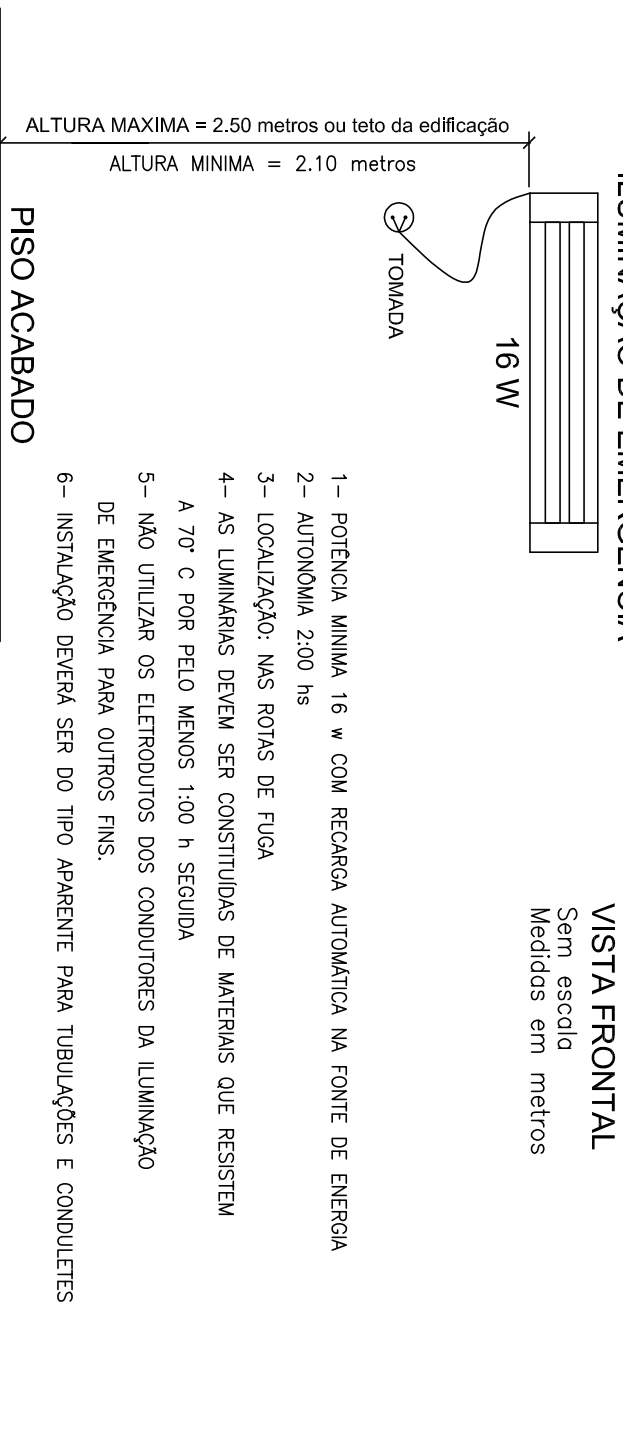 ILUMINAÇÃO DE EMERGÊNCIA
VISTA FRONTAL
Sem escala
Medidas em metros
ALTURA MAXIMA = 2.50 metros ou teto da edificação
ALTURA MINIMA = 2.10 metros
16 W
TOMADA
1- POTÊNCIA MINIMA 16 w COM RECARGA AUTOMÁTICA NA FONTE DE ENERGIA
2- AUTONÔMIA 2:00 hs
3- LOCALIZAÇÃO: NAS ROTAS DE FUGA
4- AS LUMINÁRIAS DEVEM SER CONSTITUÍDAS DE MATERIAIS QUE RESISTEM
A 70° C POR PELO MENOS 1:00 h SEGUIDA
5- NÃO UTILIZAR OS ELETRODUTOS DOS CONDUTORES DA ILUMINAÇÃO
DE EMERGÊNCIA PARA OUTROS FINS.
6- INSTALAÇÃO DEVERÁ SER DO TIPO APARENTE PARA TUBULAÇÕES E CONDULETES
PISO ACABADO